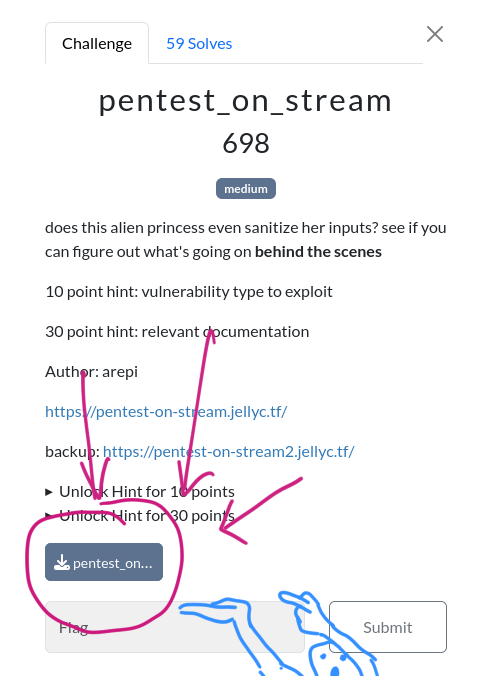 Challenge
59 Solves
pentest_on_stream
698
medium
does this alien princess even sanitize her inputs? see if you
can figure out what's going on behind the scenes
10 point hint: vulnerability type to exploit
30 point hint: relevant documentation
Author: arepi
https://pentest-on-stream.jellyc.tf/
backup: https://pentest-on-stream2.jellyc.tf/
Unlock Hint for 10 points
Unlock Hint for 30 points
pentest_on...
Flag
Submit